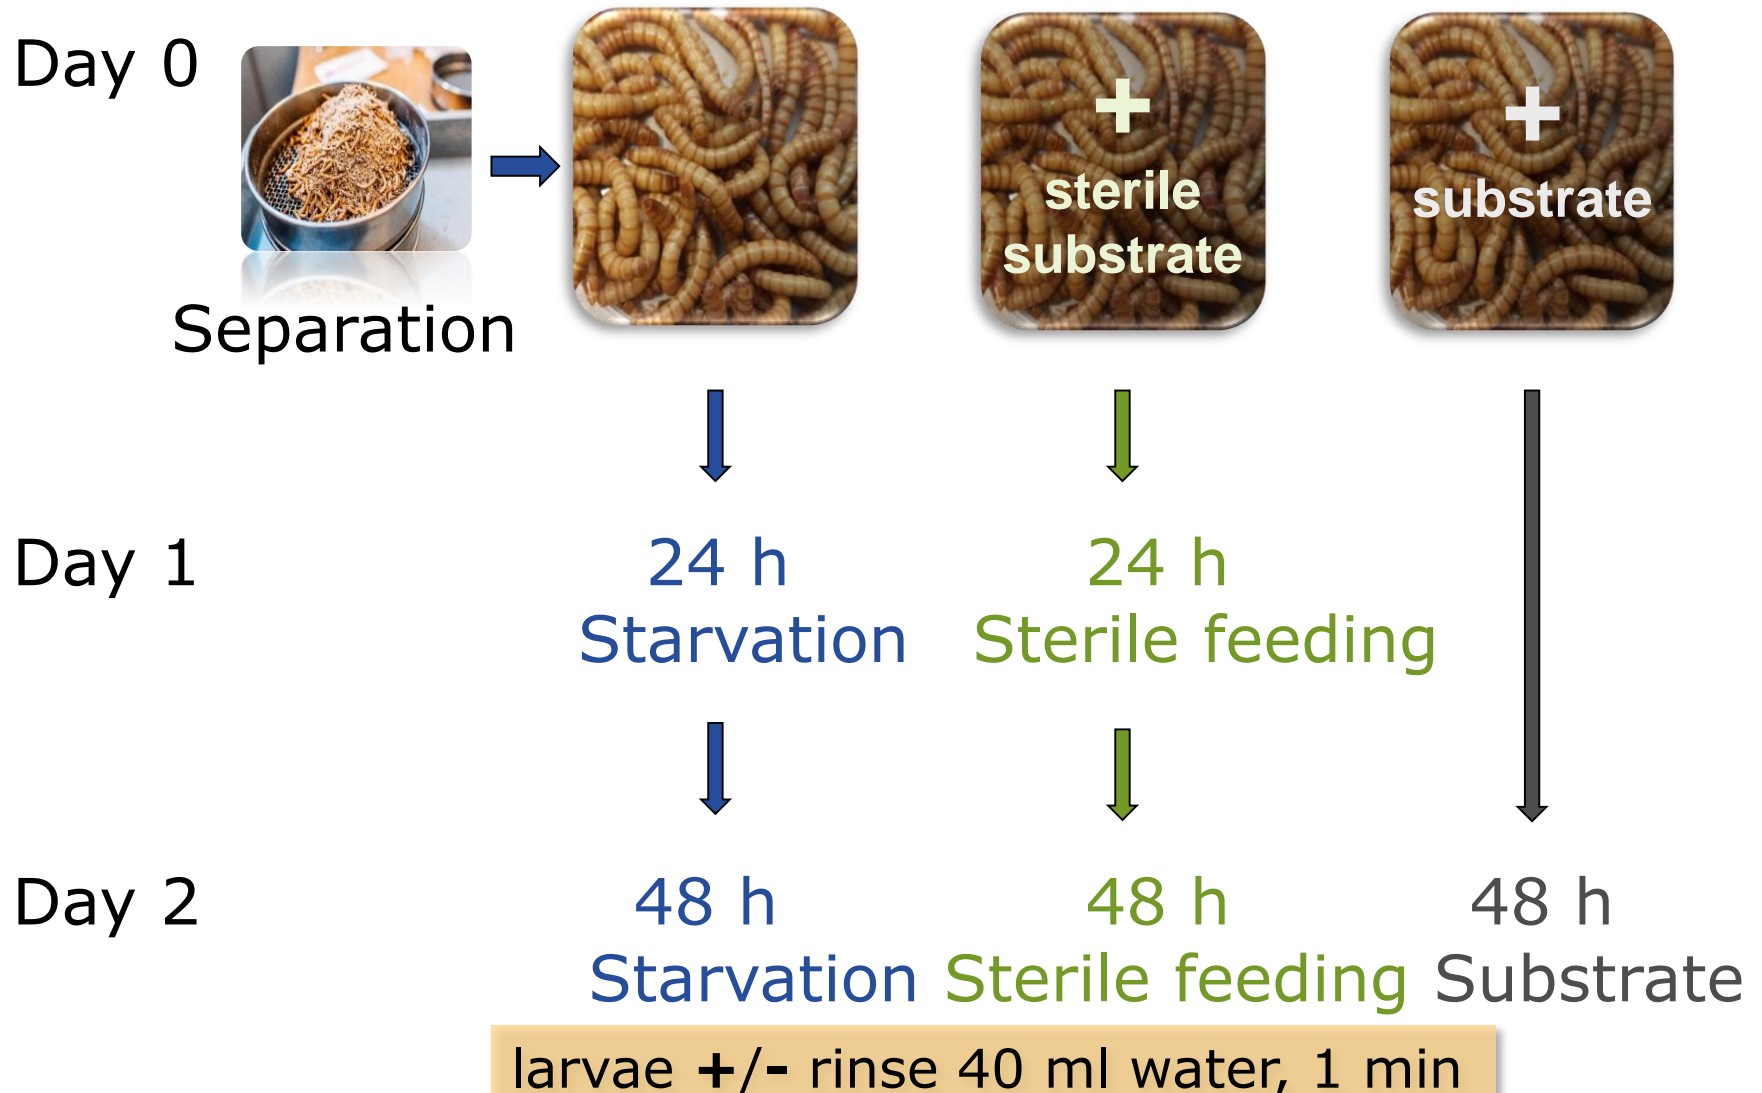 Day 0
Separation
+
sterile
substrate
+
substrate
Day 1
24 h
Starvation
24 h
Sterile feeding
Day 2
48 h
Starvation
48 h
Sterile feeding
48 h
Substrate
larvae +/- rinse 40 ml water, 1 min